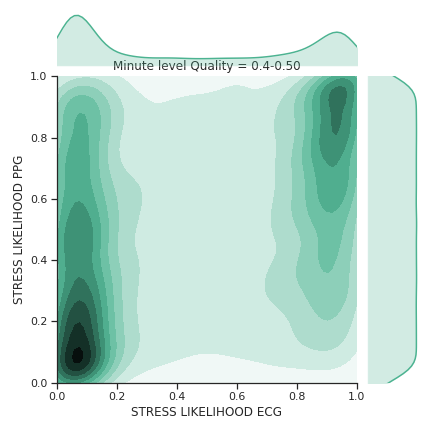 Minute level Quality = 0.4-0.50
1.0
0.8
0.6
0.4
0.2
0.0
STRESS LIKELIHOOD PPG
0.0 0.2 0.4 0.6 0.8 1.0
STRESS LIKELIHOOD ECG